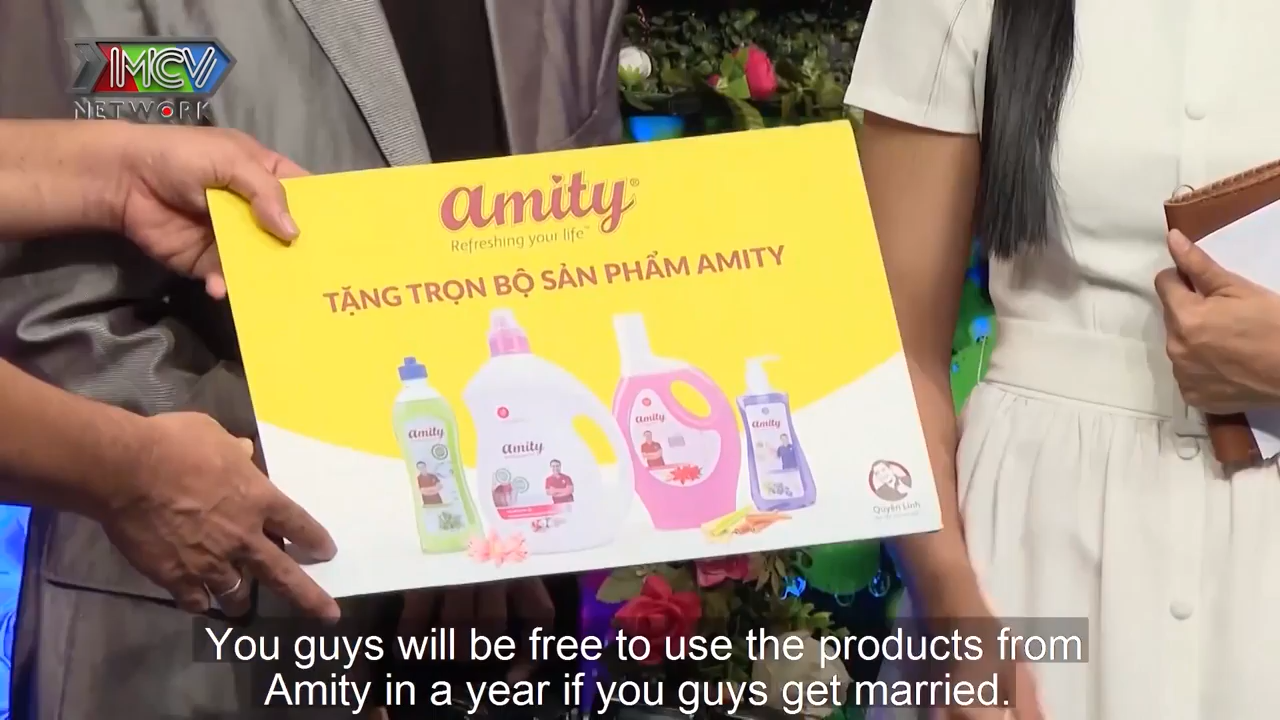 MCV
NETWORK
amity®
Refreshing your life™
TẶNG TRỌN BỘ SẢN PHẨM AMITY
amity
amity
amity
amity
Quyền Linh
You guys will be free to use the products from
Amity in a year if you guys get married.